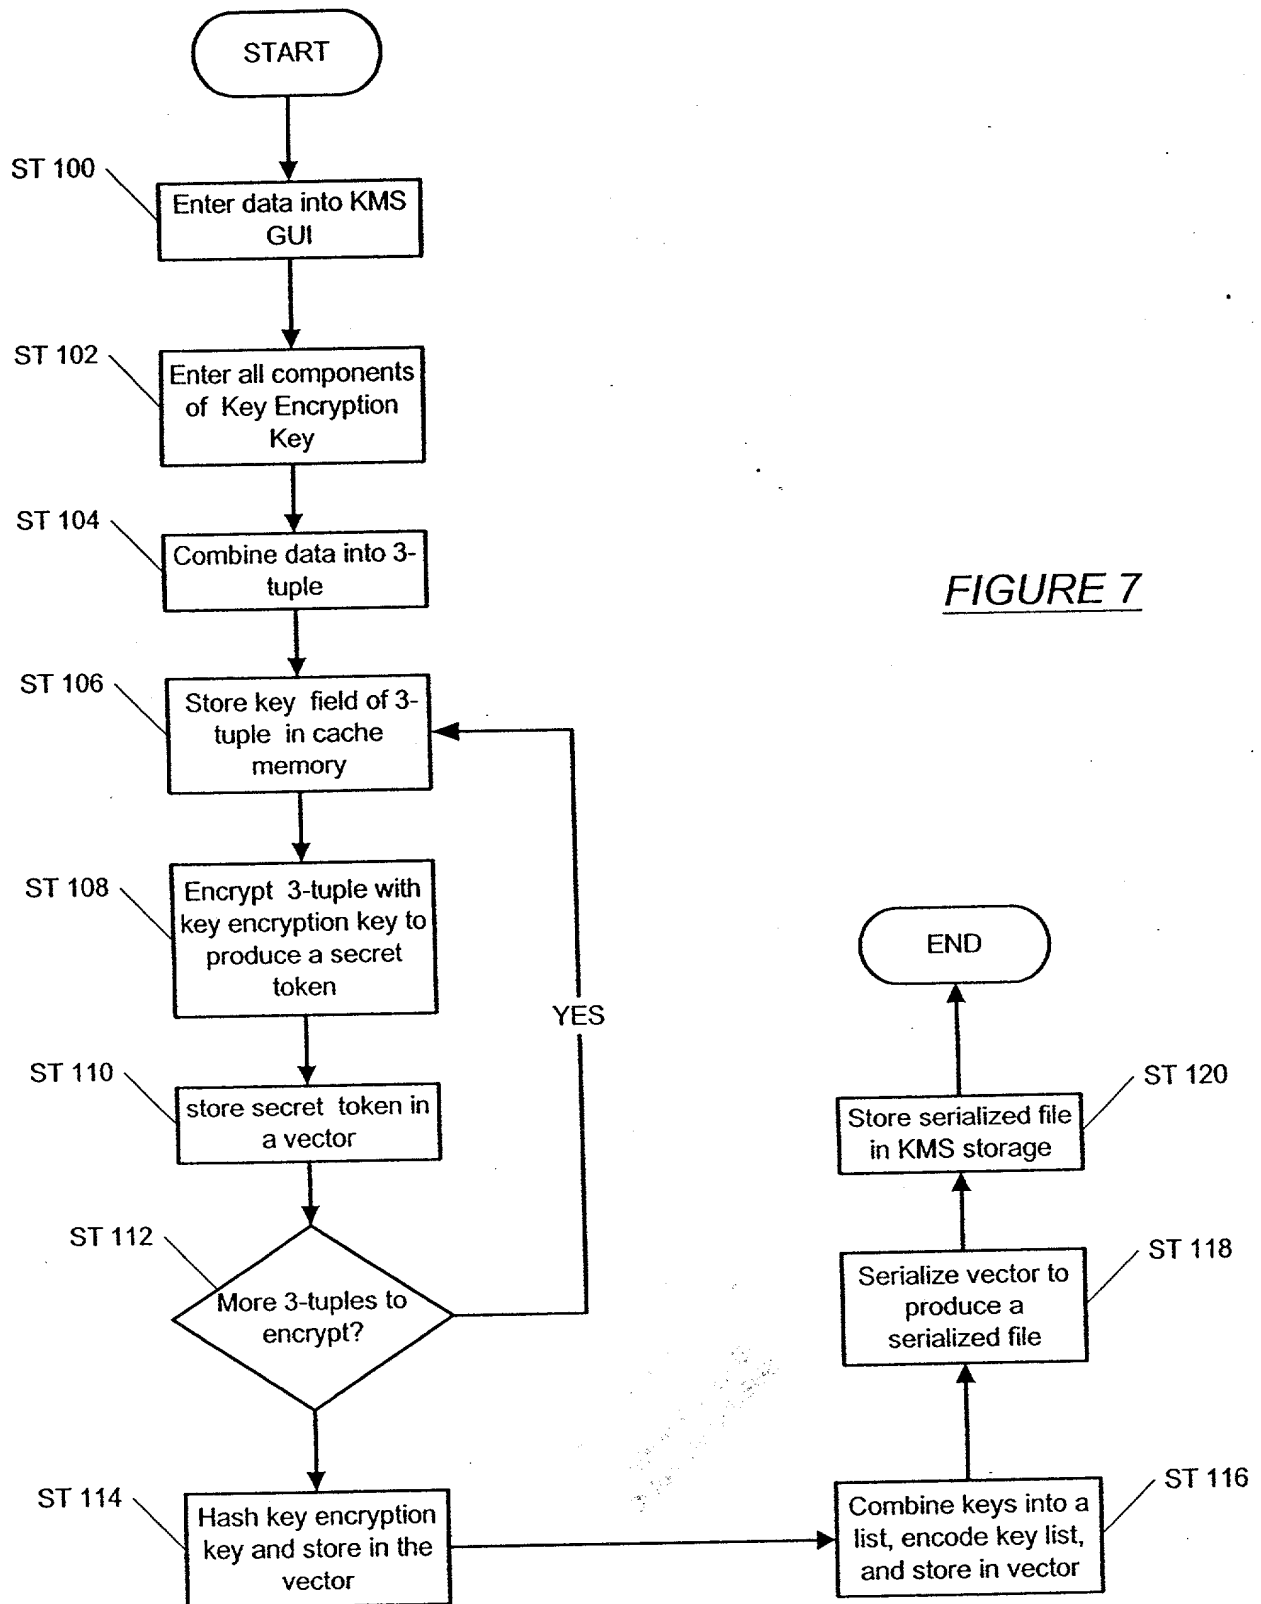 START
ST 100
Enter data into KMS
GUI
ST 102
Enter all components
of Key Encryption
Key
ST 104
Combine data into 3-
tuple
FIGURE 7
ST 106
Store key field of 3-
tuple in cache
memory
ST 108
Encrypt 3-tuple with
key encryption key to
produce a secret
token
YES
ST 110
store secret token in
a vector
ST 112
More 3-tuples to
encrypt?
ST 114
Hash key encryption
key and store in the
vector
ST 116
Combine keys into a
list, encode key list,
and store in vector
ST 118
Serialize vector to
produce a
serialized file
ST 120
Store serialized file
in KMS storage
END